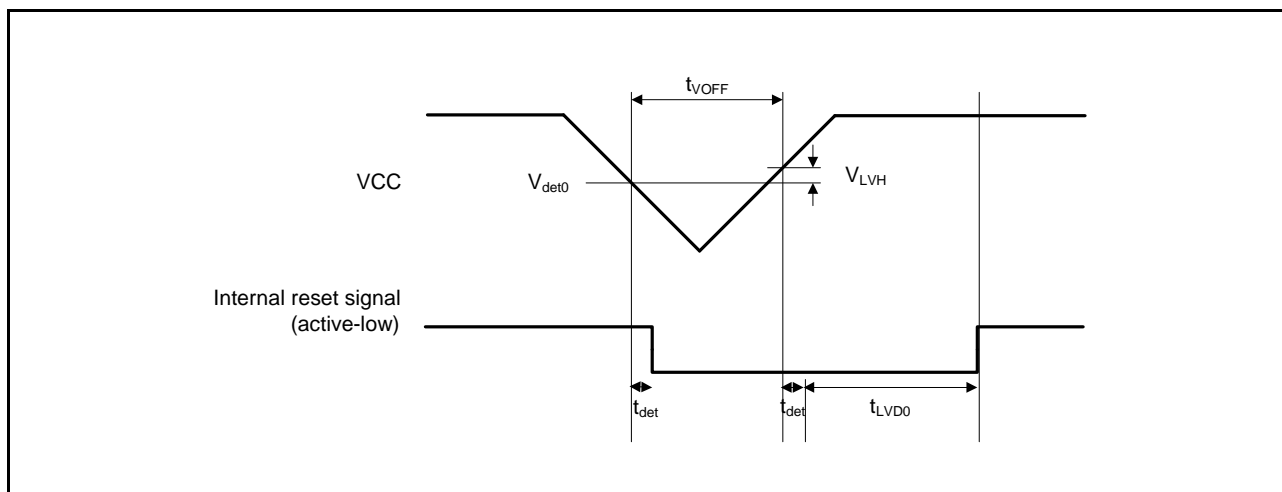 tVOFF
VCC
Vdet0
VLVH
Internal reset signal
(active-low)
tdet
tdet
tLVD0